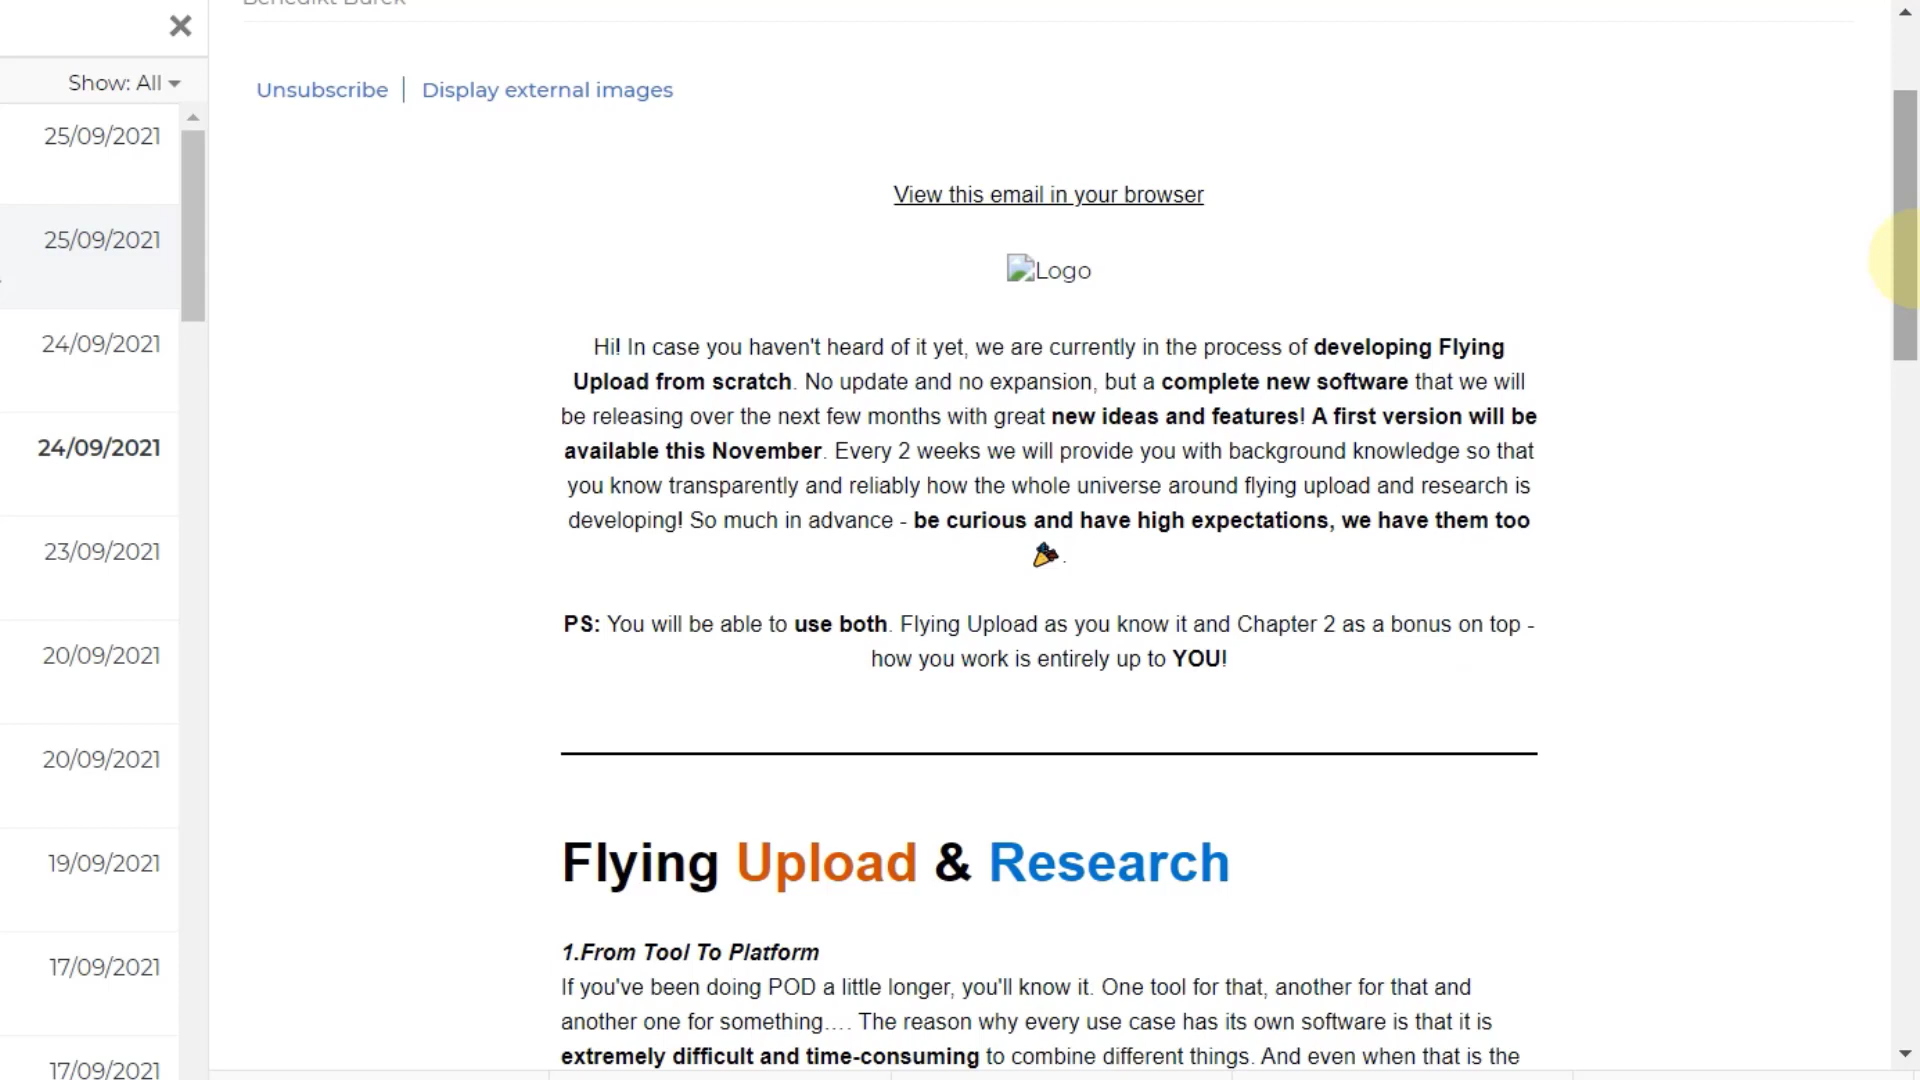 Show: All
25/09/2021
25/09/2021
24/09/2021
24/09/2021
23/09/2021
20/09/2021
20/09/2021
19/09/2021
17/09/2021
17/09/2021
Unsubscribe | Display external images
View this email in your browser
Logo
Hi! In case you haven't heard of it yet, we are currently in the process of developing Flying
Upload from scratch. No update and no expansion, but a complete new software that we will
be releasing over the next few months with great new ideas and features! A first version will be
available this November. Every 2 weeks we will provide you with background knowledge so that
you know transparently and reliably how the whole universe around flying upload and research is
developing! So much in advance - be curious and have high expectations, we have them too
🎉.
PS: You will be able to use both. Flying Upload as you know it and Chapter 2 as a bonus on top -
how you work is entirely up to YOU!
Flying Upload & Research
1.From Tool To Platform
If you've been doing POD a little longer, you'll know it. One tool for that, another for that and
another one for something…. The reason why every use case has its own software is that it is
extremely difficult and time-consuming to combine different things. And even when that is the